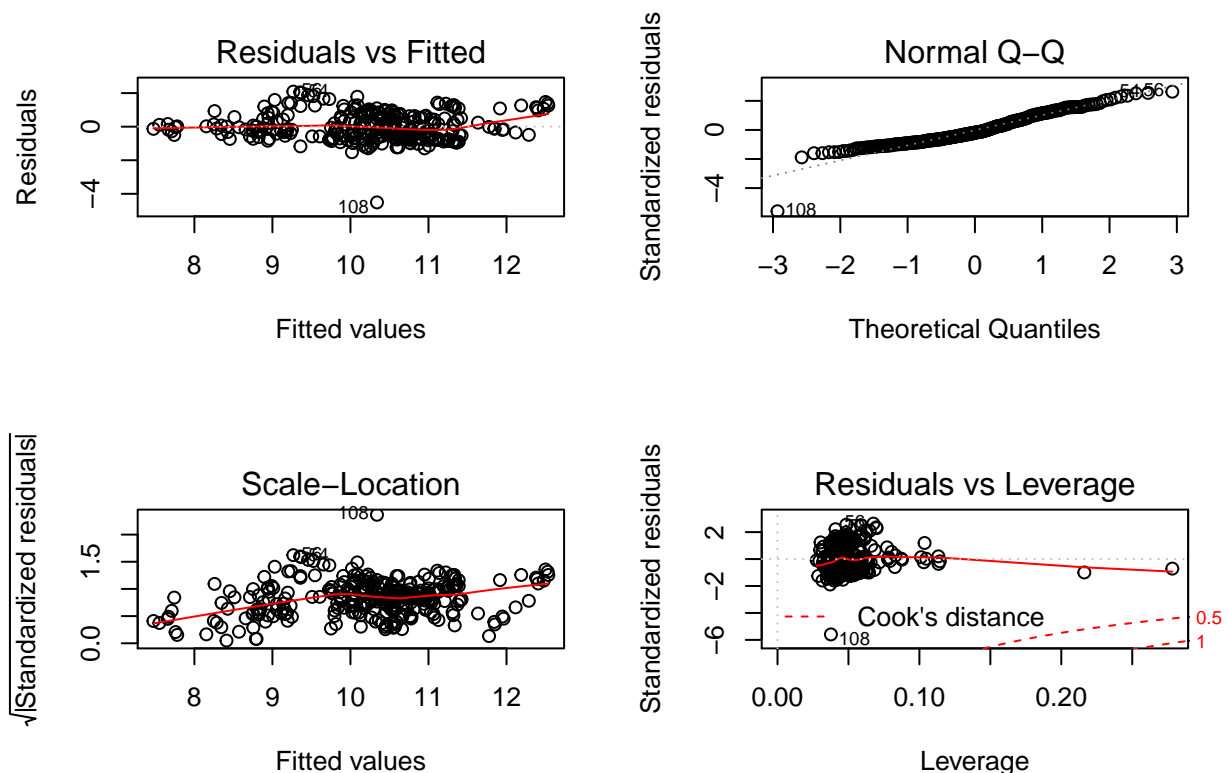 Residuals vs Fitted
Residuals
0
−4
108
8 9 10 11 12
Fitted values
Normal Q−Q
Standardized residuals
0
−4
108
−3 −2 −1 0 1 2 3
Theoretical Quantiles
Scale−Location
√|Standardized residuals|
1.5
0.0
108
8 9 10 11 12
Fitted values
Residuals vs Leverage
Standardized residuals
2
−2
−6
Cook's distance
108
0.5
1
0.00 0.10 0.20
Leverage